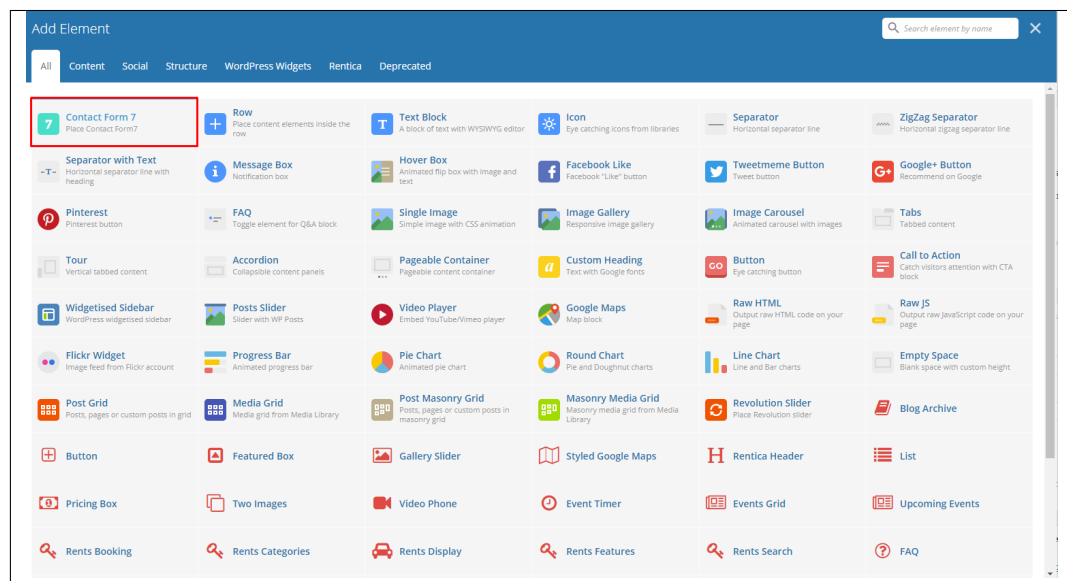 Add Element
Search element by name
All Content Social Structure WordPress Widgets Rentica Deprecated
7 Contact Form 7
Place Contact Form7
Row
Place content elements inside the
row
T Text Block
A block of text with WYSIWYG editor
Icon
Eye catching icons from libraries
Separator
Horizontal separator line
ZigZag Separator
Horizontal zigzag separator line
-T- Separator with Text
Horizontal separator line with
heading
i Message Box
Notification box
Hover Box
Animated flip box with image and
text
f Facebook Like
Facebook "Like" button
Tweetmeme Button
Tweet button
G+ Google+ Button
Recommend on Google
Pinterest
Pinterest button
FAQ
Toggle element for Q&A block
Single Image
Simple image with CSS animation
Image Gallery
Responsive image gallery
Image Carousel
Animated carousel with images
Tabs
Tabbed content
Tour
Vertical tabbed content
Accordion
Collapsible content panels
Pageable Container
Pageable content container
a Custom Heading
Text with Google fonts
GO Button
Eye catching button
Call to Action
Catch visitors attention with CTA
block
Widgetised Sidebar
WordPress widgetised sidebar
Posts Slider
Slider with WP Posts
Video Player
Embed YouTube/Vimeo player
Google Maps
Map block
Raw HTML
Output raw HTML code on your
page
Raw JS
Output raw JavaScript code on your
page
Flickr Widget
Image feed from Flickr account
Progress Bar
Animated progress bar
Pie Chart
Animated pie chart
Round Chart
Pie and Doughnut charts
Line Chart
Line and Bar charts
Empty Space
Blank space with custom height
Post Grid
Posts, pages or custom posts in grid
Media Grid
Media grid from Media Library
Post Masonry Grid
Posts, pages or custom posts in
masonry grid
Masonry Media Grid
Masonry media grid from Media
Library
Revolution Slider
Place Revolution slider
Blog Archive
Button
Featured Box
Gallery Slider
Styled Google Maps
H Rentica Header
List
Pricing Box
Two Images
Video Phone
Event Timer
Events Grid
Upcoming Events
Rents Booking
Rents Categories
Rents Display
Rents Features
Rents Search
? FAQ